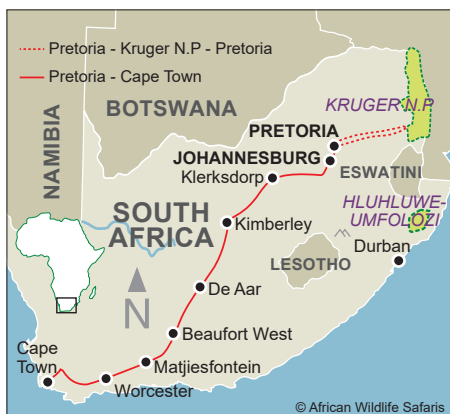 Pretoria - Kruger N.P - Pretoria
Pretoria - Cape Town
BOTSWANA
NAMIBIA
KRUGER N.P
PRETORIA
JOHANNESBURG
Klerksdorp
ESWATINI
HLUHLUWE-
UMFOLOZI
SOUTH
AFRICA
Kimberley
Durban
LESOTHO
N
De Aar
Beaufort West
Cape
Town
Matjiesfontein
Worcester
© African Wildlife Safaris